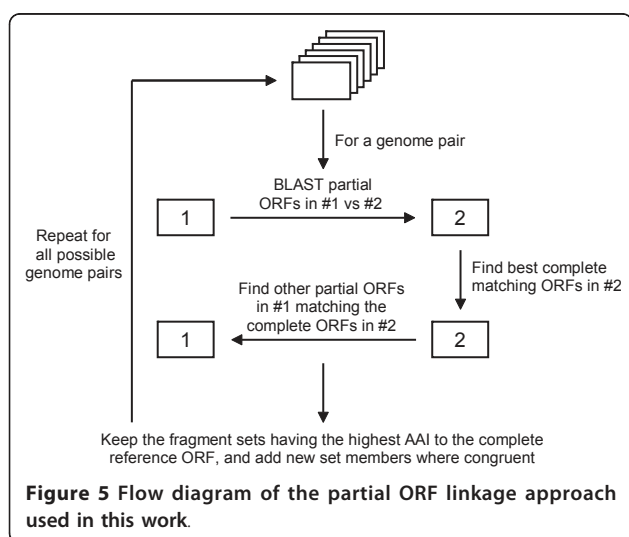 For a genome pair
BLAST partial
ORFs in #1 vs #2
1
2
Repeat for
all possible
genome pairs
Find best complete
matching ORFs in #2
Find other partial ORFs
in #1 matching the
complete ORFs in #2
1
2
Keep the fragment sets having the highest AAI to the complete
reference ORF, and add new set members where congruent
Figure 5 Flow diagram of the partial ORF linkage approach
used in this work.